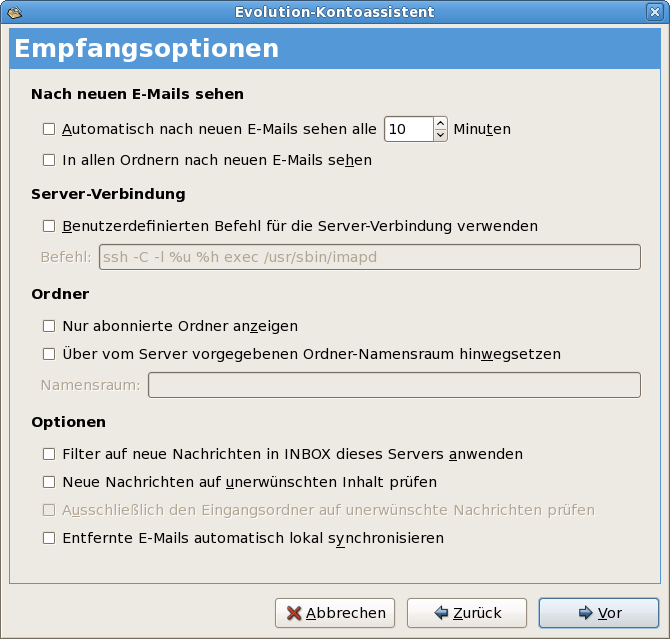 Evolution-Kontoassistent
Empfangsoptionen
Nach neuen E-Mails sehen
Automatisch nach neuen E-Mails sehen alle 10 Minuten
In allen Ordnern nach neuen E-Mails sehen
Server-Verbindung
Benutzerdefinierten Befehl für die Server-Verbindung verwenden
Befehl: ssh -C -l %u %h exec /usr/sbin/imapd
Ordner
Nur abonnierte Ordner anzeigen
Über vom Server vorgegebenen Ordner-Namensraum hinwegsetzen
Namensraum:
Optionen
Filter auf neue Nachrichten in INBOX dieses Servers anwenden
Neue Nachrichten auf unerwünschten Inhalt prüfen
Ausschließlich den Eingangsordner auf unerwünschte Nachrichten prüfen
Entfernte E-Mails automatisch lokal synchronisieren
Abbrechen Zurück Vor